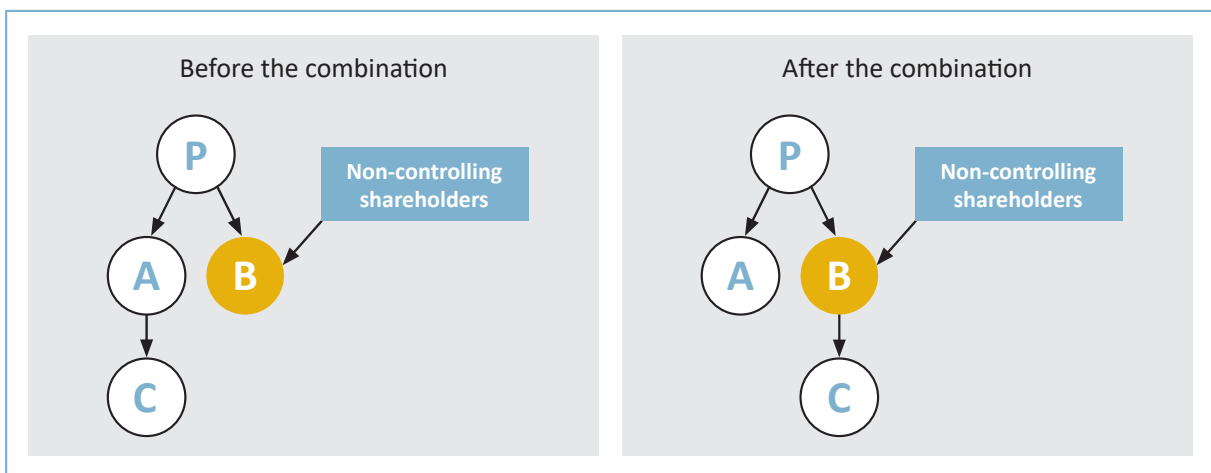 Before the combination
P
Non-controlling
shareholders
A
B
C
After the combination
P
Non-controlling
shareholders
A
B
C